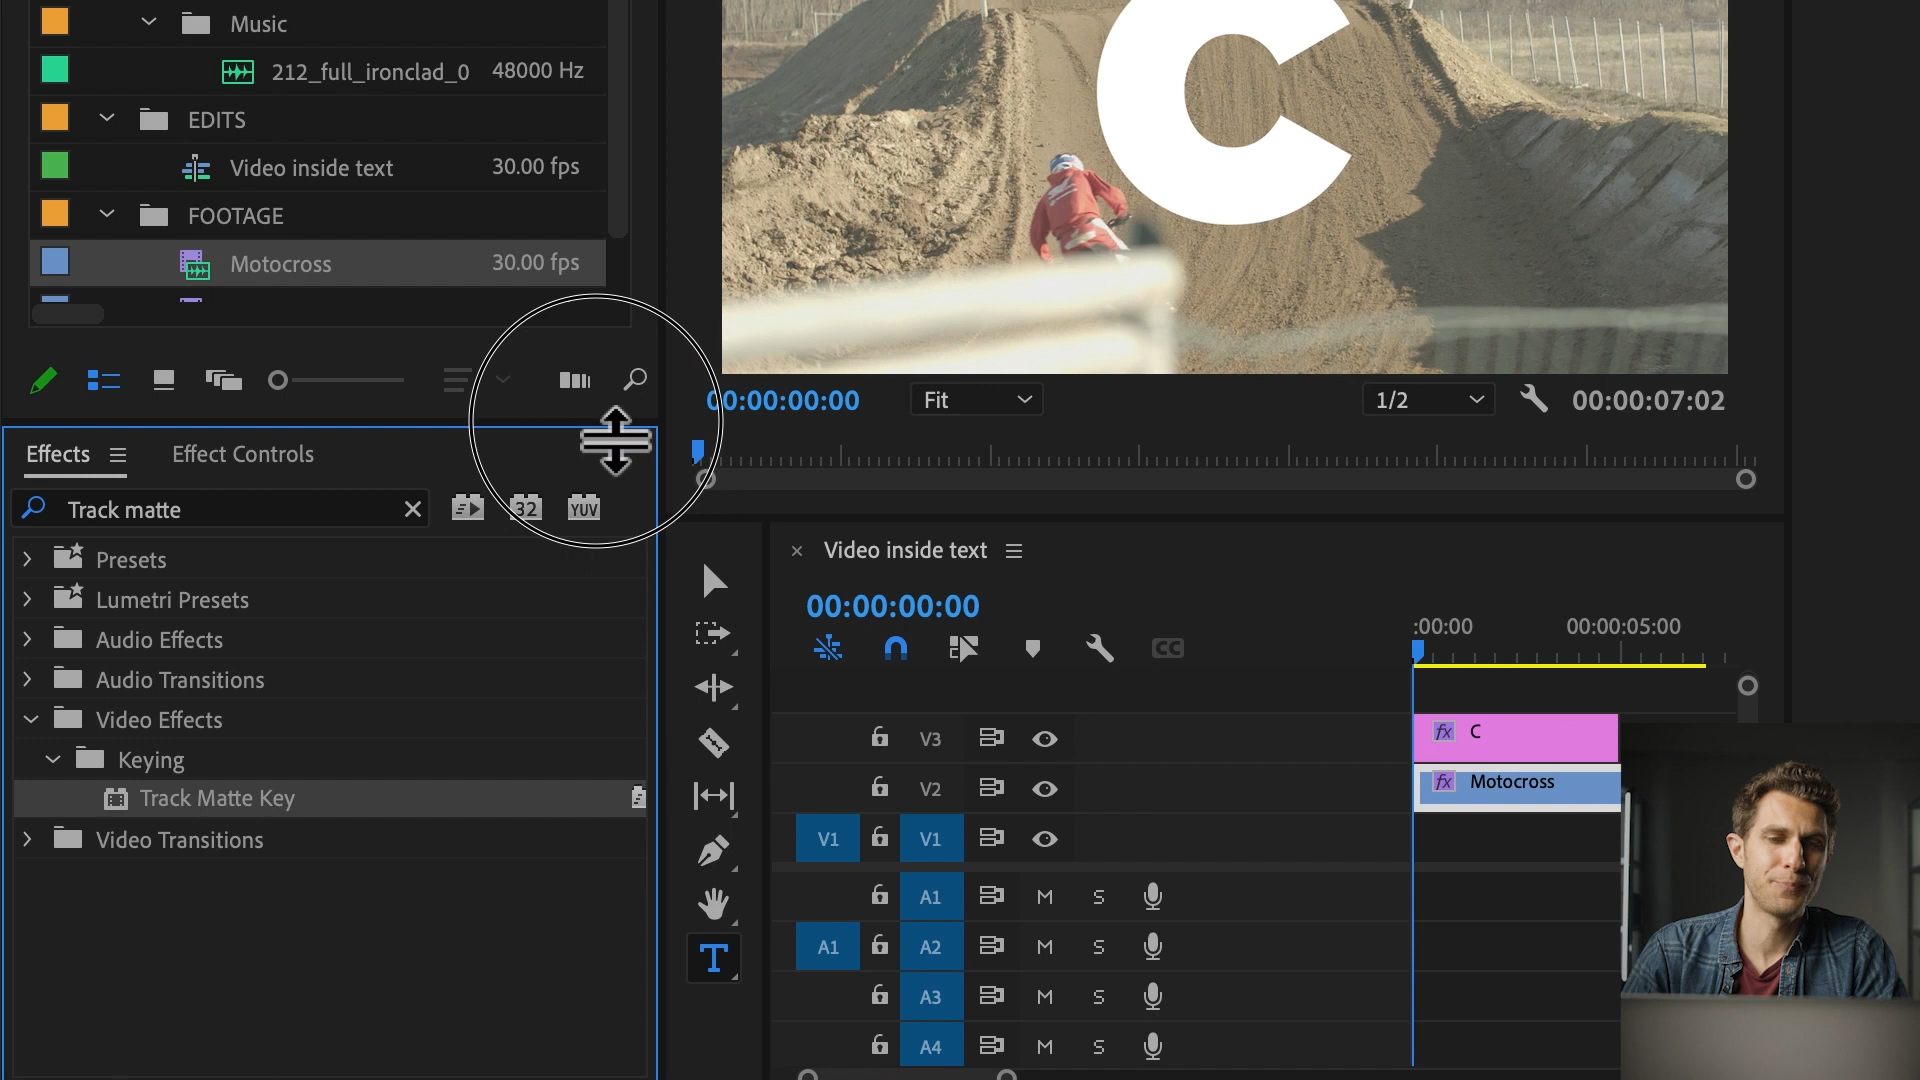 Music
212_full_ironclad_0 48000 Hz
EDITS
Video inside text 30.00 fps
FOOTAGE
Motocross 30.00 fps
C
00:00:00:00 Fit 1/2 00:00:07:02
Effects Effect Controls
Track matte 32 YUV
Presets
Lumetri Presets
Audio Effects
Audio Transitions
Video Effects
Keying
Track Matte Key
Video Transitions
Video inside text
00:00:00:00
:00:00 00:00:05:00
CC
V3 fx C
V2 fx Motocross
V1 V1
A1 M S
A1 A2 M S
A3 M S
A4 M S
T